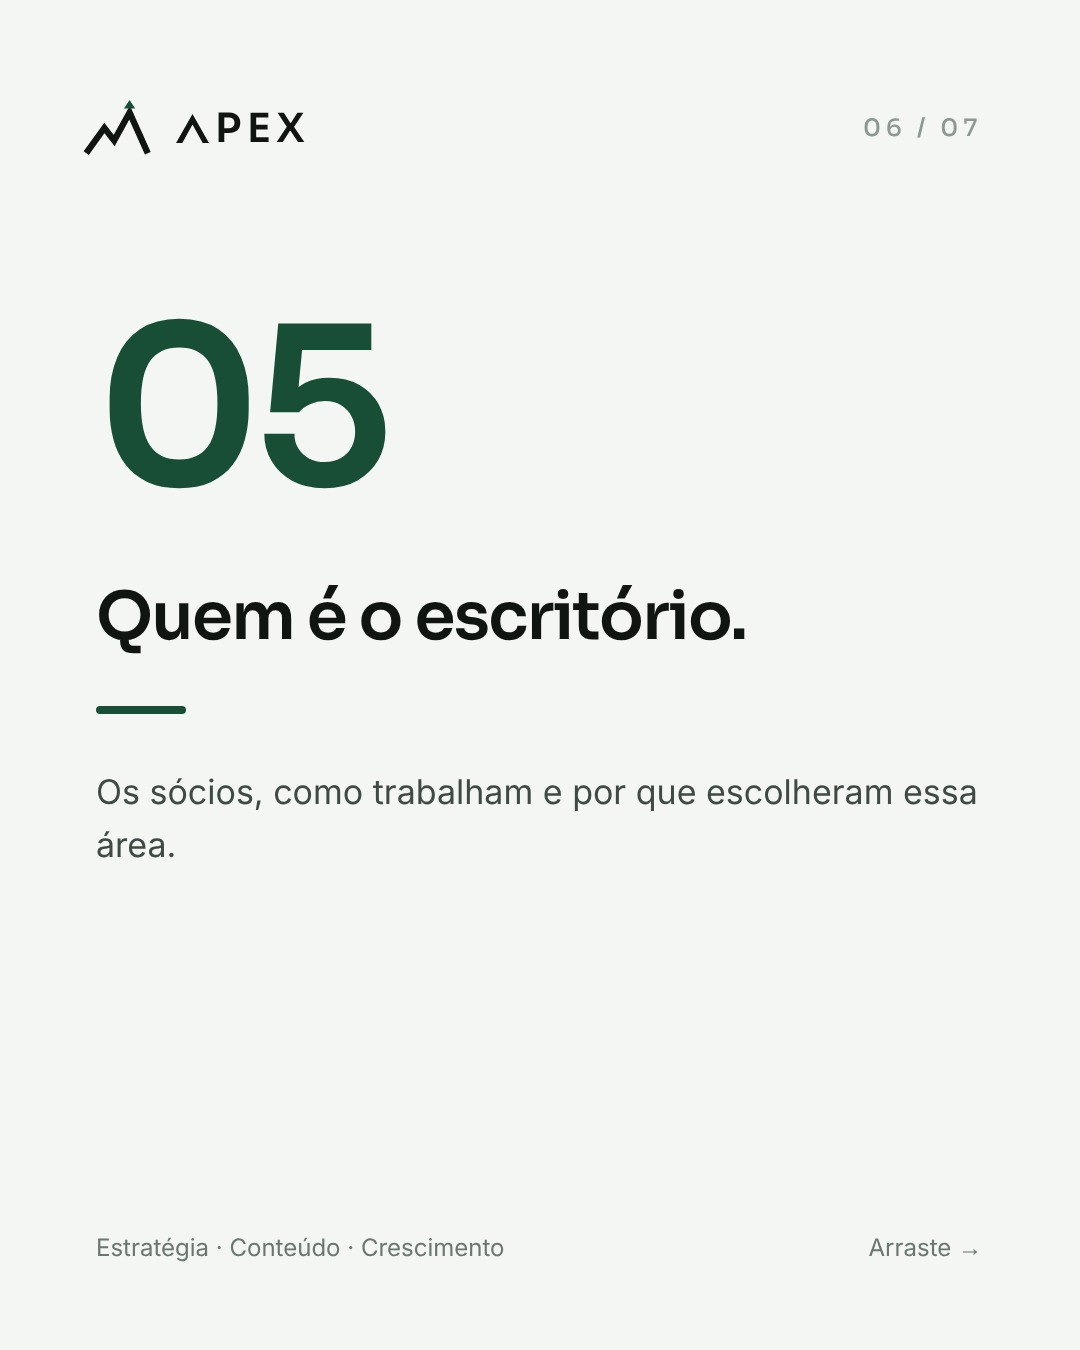 APEX
06 / 07
05
Quem é o escritório.
Os sócios, como trabalham e por que escolheram essa
área.
Estratégia · Conteúdo · Crescimento
Arraste →